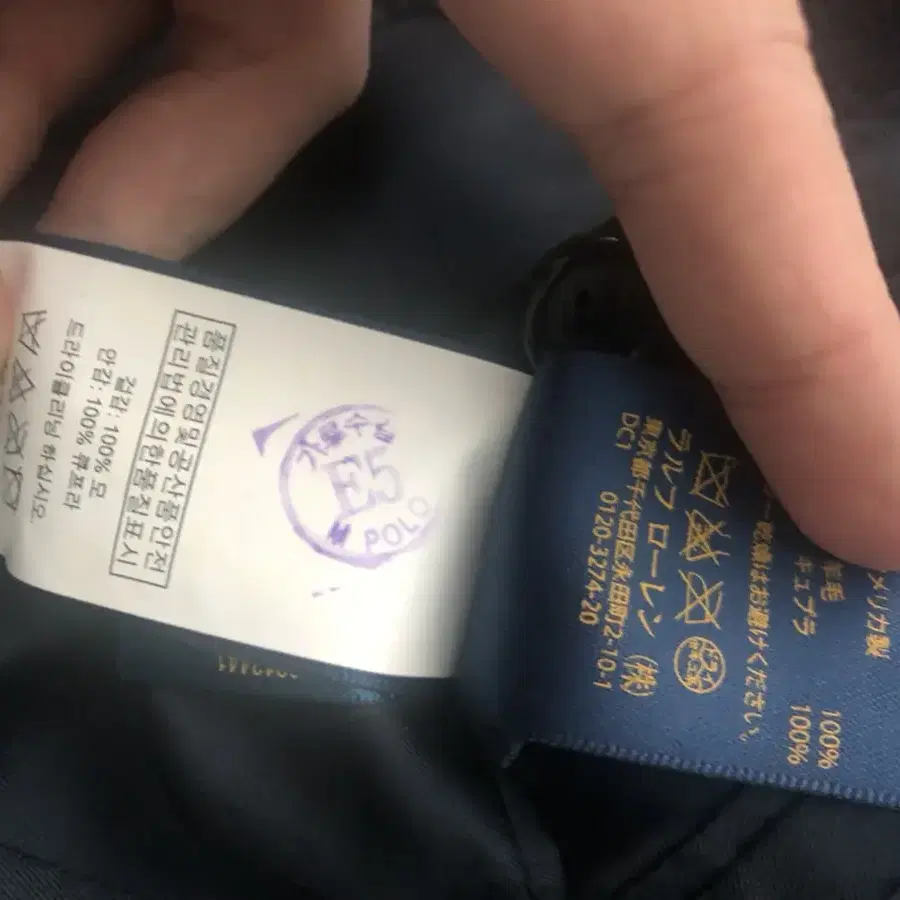 품질경영및공산품안전
관리법에의한품질표시
겉감: 100% 모
안감: 100% 큐프라
드라이클리닝 하십시오.
E5
POLO
メリカ製
毛 100%
キュプラ 100%
乾燥はお避けください。
ラルフ ローレン (株)
東京都千代田区永田町2-10-1
DC1 0120-3274-20